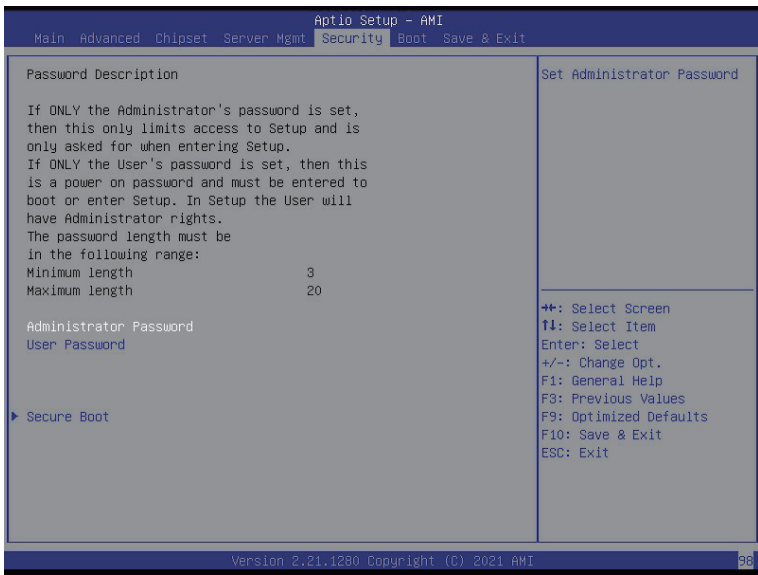 Aptio Setup – AMI
Main Advanced Chipset Server Mgmt Security Boot Save & Exit
Password Description
If ONLY the Administrator's password is set,
then this only limits access to Setup and is
only asked for when entering Setup.
If ONLY the User's password is set, then this
is a power on password and must be entered to
boot or enter Setup. In Setup the User will
have Administrator rights.
The password length must be
in the following range:
Minimum length 3
Maximum length 20
Administrator Password
User Password
Secure Boot
Set Administrator Password
→←: Select Screen
↑↓: Select Item
Enter: Select
+/-: Change Opt.
F1: General Help
F3: Previous Values
F9: Optimized Defaults
F10: Save & Exit
ESC: Exit
Version 2.21.1280 Copyright (C) 2021 AMI
98